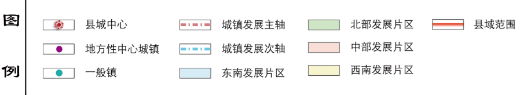 图例
县城中心
地方性中心城镇
一般镇
城镇发展主轴
城镇发展次轴
东南发展片区
北部发展片区
中部发展片区
西南发展片区
县域范围